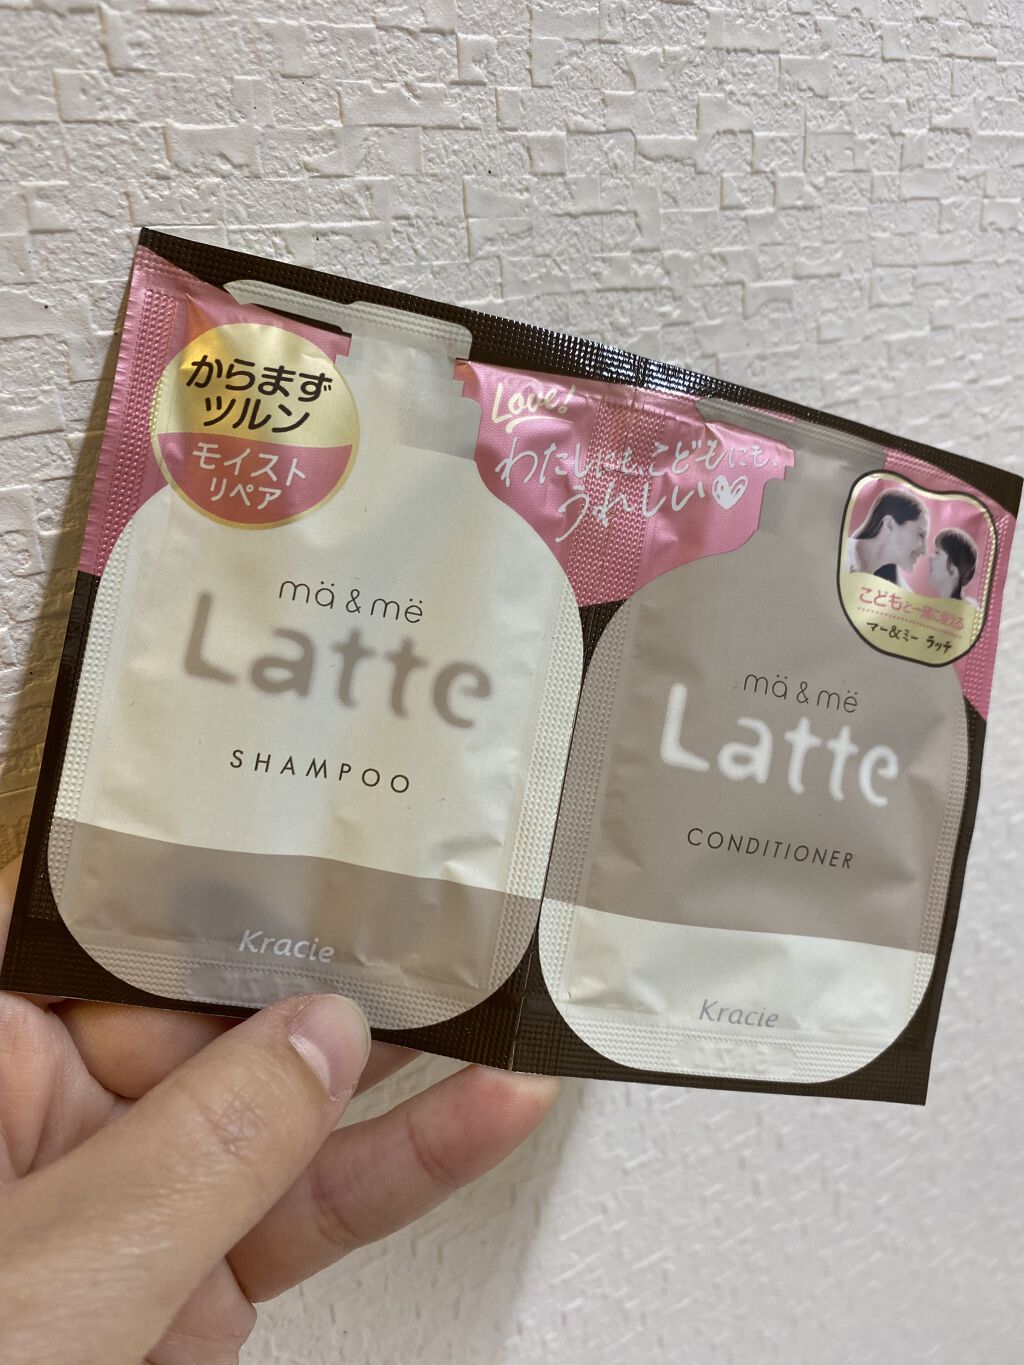 からまず
ツルン
モイスト
リペア
Love!
わたしにも、こどもにも、
うれしい
mä & më
Latte
SHAMPOO
Kracie
こどもと一緒に使える
マー&ミー ラッテ
mä & më
Latte
CONDITIONER
Kracie